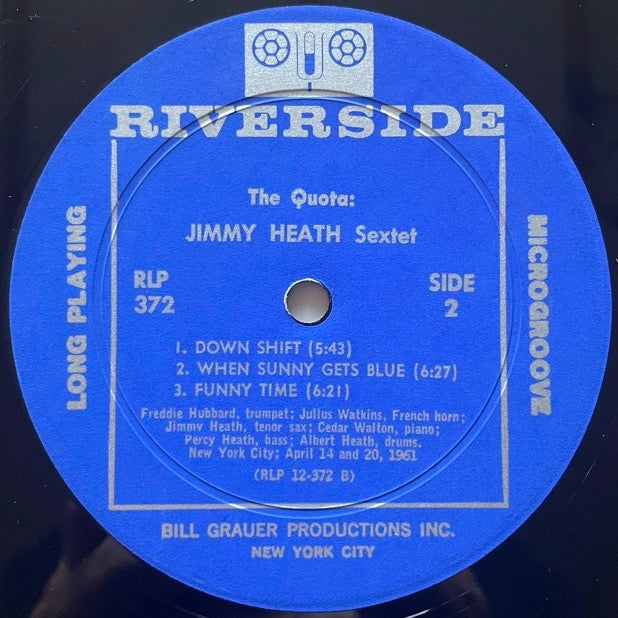 RIVERSIDE
The Quota:
JIMMY HEATH Sextet
RLP
372
SIDE
2
LONG PLAYING
MICROGROOVE
1. DOWN SHIFT (5:43)
2. WHEN SUNNY GETS BLUE (6:27)
3. FUNNY TIME (6:21)
Freddie Hubbard, trumpet; Julius Watkins, French horn;
Jimmy Heath, tenor sax; Cedar Walton, piano;
Percy Heath, bass; Albert Heath, drums.
New York City; April 14 and 20, 1961
(RLP 12-372 B)
BILL GRAUER PRODUCTIONS INC.
NEW YORK CITY